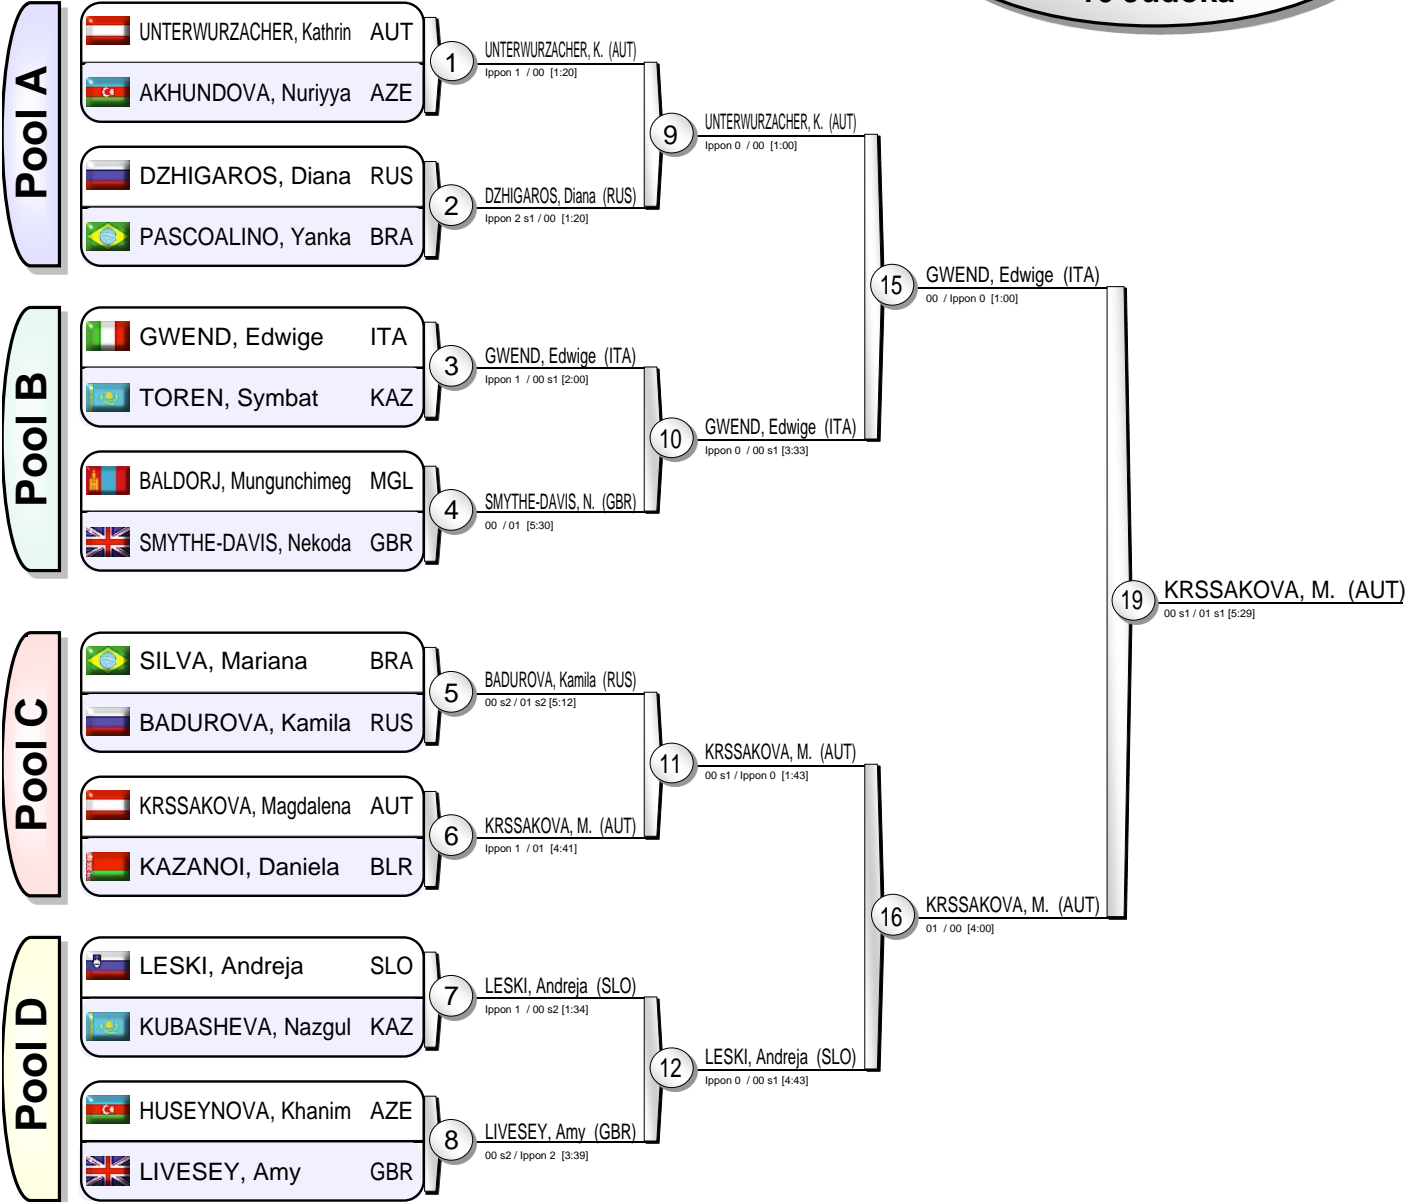 16 Judoka
Pool A
UNTERWURZACHER, Kathrin AUT
AKHUNDOVA, Nuriyya AZE
DZHIGAROS, Diana RUS
PASCOALINO, Yanka BRA
1
UNTERWURZACHER, K. (AUT)
Ippon 1 / 00 [1:20]
2
DZHIGAROS, Diana (RUS)
Ippon 2 s1 / 00 [1:20]
9
UNTERWURZACHER, K. (AUT)
Ippon 0 / 00 [1:00]
Pool B
GWEND, Edwige ITA
TOREN, Symbat KAZ
BALDORJ, Mungunchimeg MGL
SMYTHE-DAVIS, Nekoda GBR
3
GWEND, Edwige (ITA)
Ippon 1 / 00 s1 [2:00]
4
SMYTHE-DAVIS, N. (GBR)
00 / 01 [5:30]
10
GWEND, Edwige (ITA)
Ippon 0 / 00 s1 [3:33]
15
GWEND, Edwige (ITA)
00 / Ippon 0 [1:00]
Pool C
SILVA, Mariana BRA
BADUROVA, Kamila RUS
KRSSAKOVA, Magdalena AUT
KAZANOI, Daniela BLR
5
BADUROVA, Kamila (RUS)
00 s2 / 01 s2 [5:12]
6
KRSSAKOVA, M. (AUT)
Ippon 1 / 01 [4:41]
11
KRSSAKOVA, M. (AUT)
00 s1 / Ippon 0 [1:43]
Pool D
LESKI, Andreja SLO
KUBASHEVA, Nazgul KAZ
HUSEYNOVA, Khanim AZE
LIVESEY, Amy GBR
7
LESKI, Andreja (SLO)
Ippon 1 / 00 s2 [1:34]
8
LIVESEY, Amy (GBR)
00 s2 / Ippon 2 [3:39]
12
LESKI, Andreja (SLO)
Ippon 0 / 00 s1 [4:43]
16
KRSSAKOVA, M. (AUT)
01 / 00 [4:00]
19
KRSSAKOVA, M. (AUT)
00 s1 / 01 s1 [5:29]